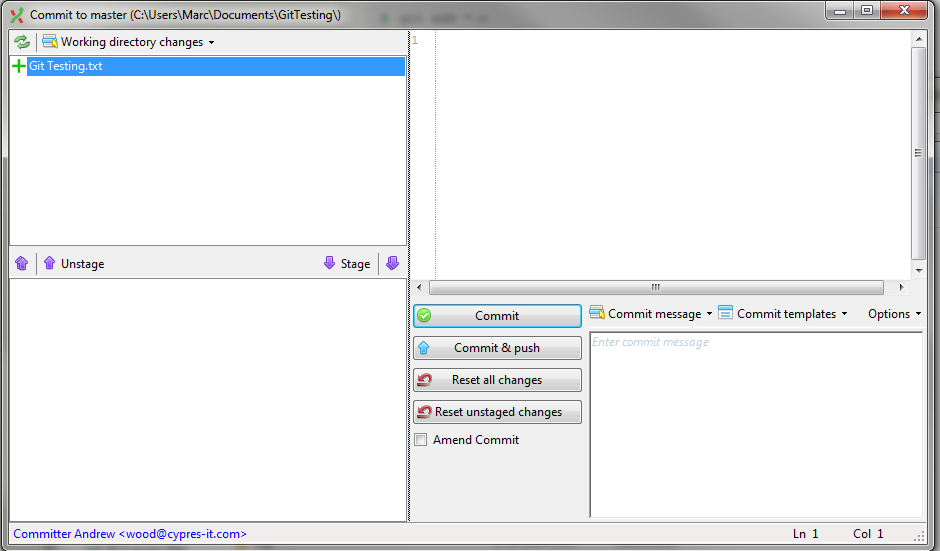 Commit to master (C:\Users\Marc\Documents\GitTesting\)
Working directory changes
Git Testing.txt
1
Unstage
Stage
Commit
Commit & push
Reset all changes
Reset unstaged changes
Amend Commit
Commit message
Commit templates
Options
Enter commit message
Committer Andrew <wood@cypres-it.com>
Ln 1
Col 1